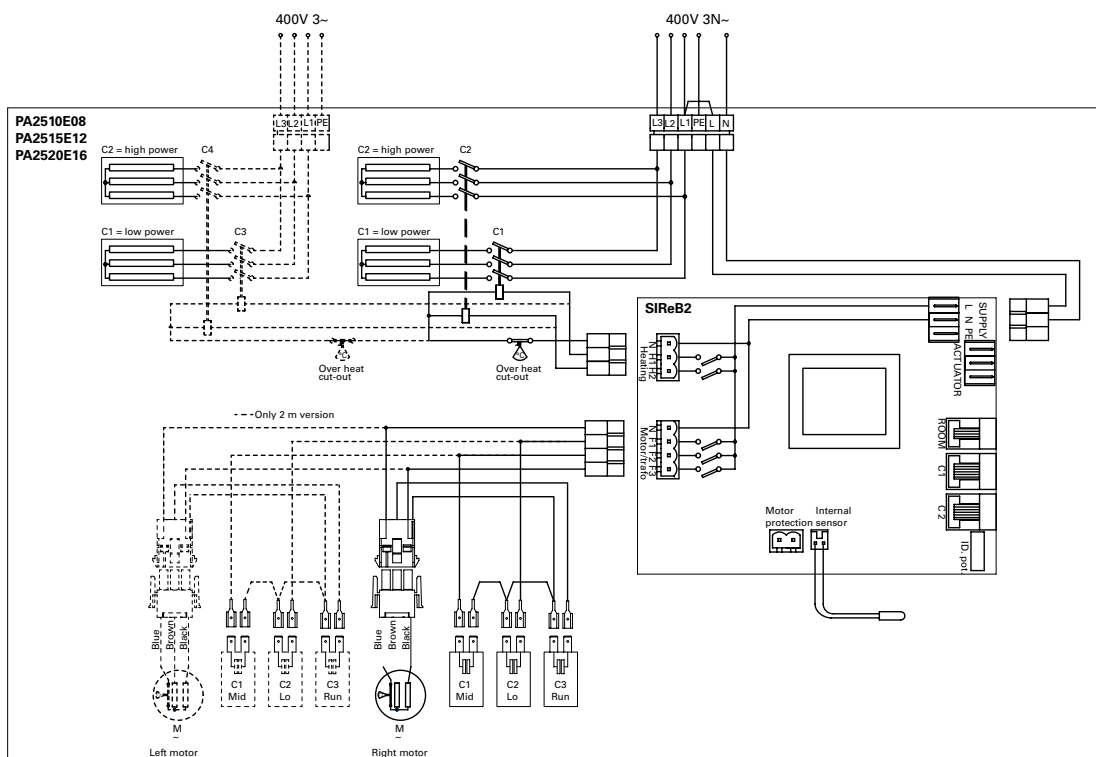 400V 3~
400V 3N~
PA2510E08
PA2515E12
PA2520E16
L3 L2 L1 PE
L3 L2 L1 PE L N
C2 = high power
C4
C2 = high power
C2
C1 = low power
C3
C1 = low power
C1
SIReB2
L N PE
SUPPLY
ACTUATOR
N H1 H2
Heating
Over heat
cut-out
Over heat
cut-out
---Only 2 m version
N F1 F2 F3
Motor/trafo
ROOM
C1
C2
ID. pot.
Motor
protection
Internal
sensor
Blue
Brown
Black
Blue
Brown
Black
C1
Mid
C2
Lo
C3
Run
C1
Mid
C2
Lo
C3
Run
M
~
Left motor
M
~
Right motor